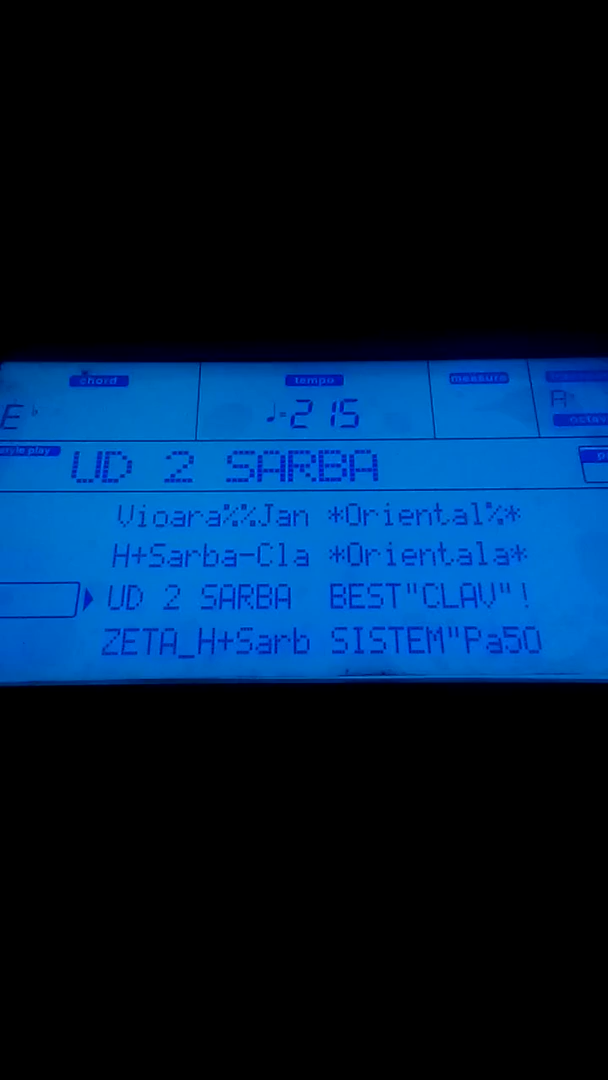 chord tempo measure
E♭ ♩=215 A♭
octav
style play UD 2 SARBA
Vioara%%Jan *Oriental%*
H+Sarba-Cla *Orientala*
UD 2 SARBA BEST"CLAV"!
ZETA_H+Sarb SISTEM"Pa50